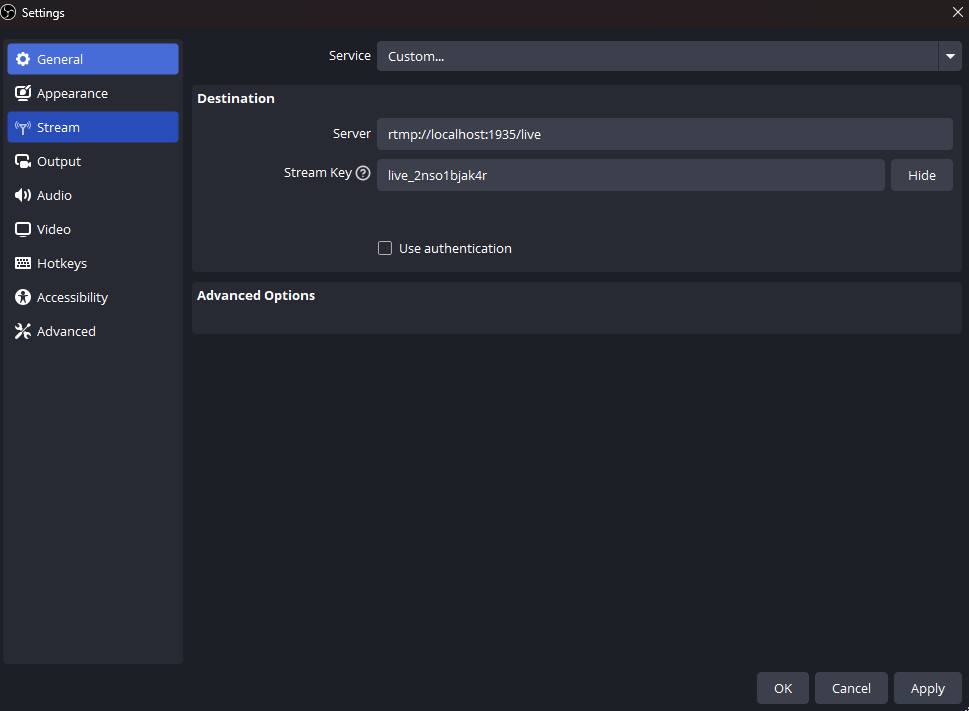 Settings
General
Appearance
Stream
Output
Audio
Video
Hotkeys
Accessibility
Advanced
Service
Custom...
Destination
Server
rtmp://localhost:1935/live
Stream Key
live_2nso1bjak4r
Hide
Use authentication
Advanced Options
OK
Cancel
Apply